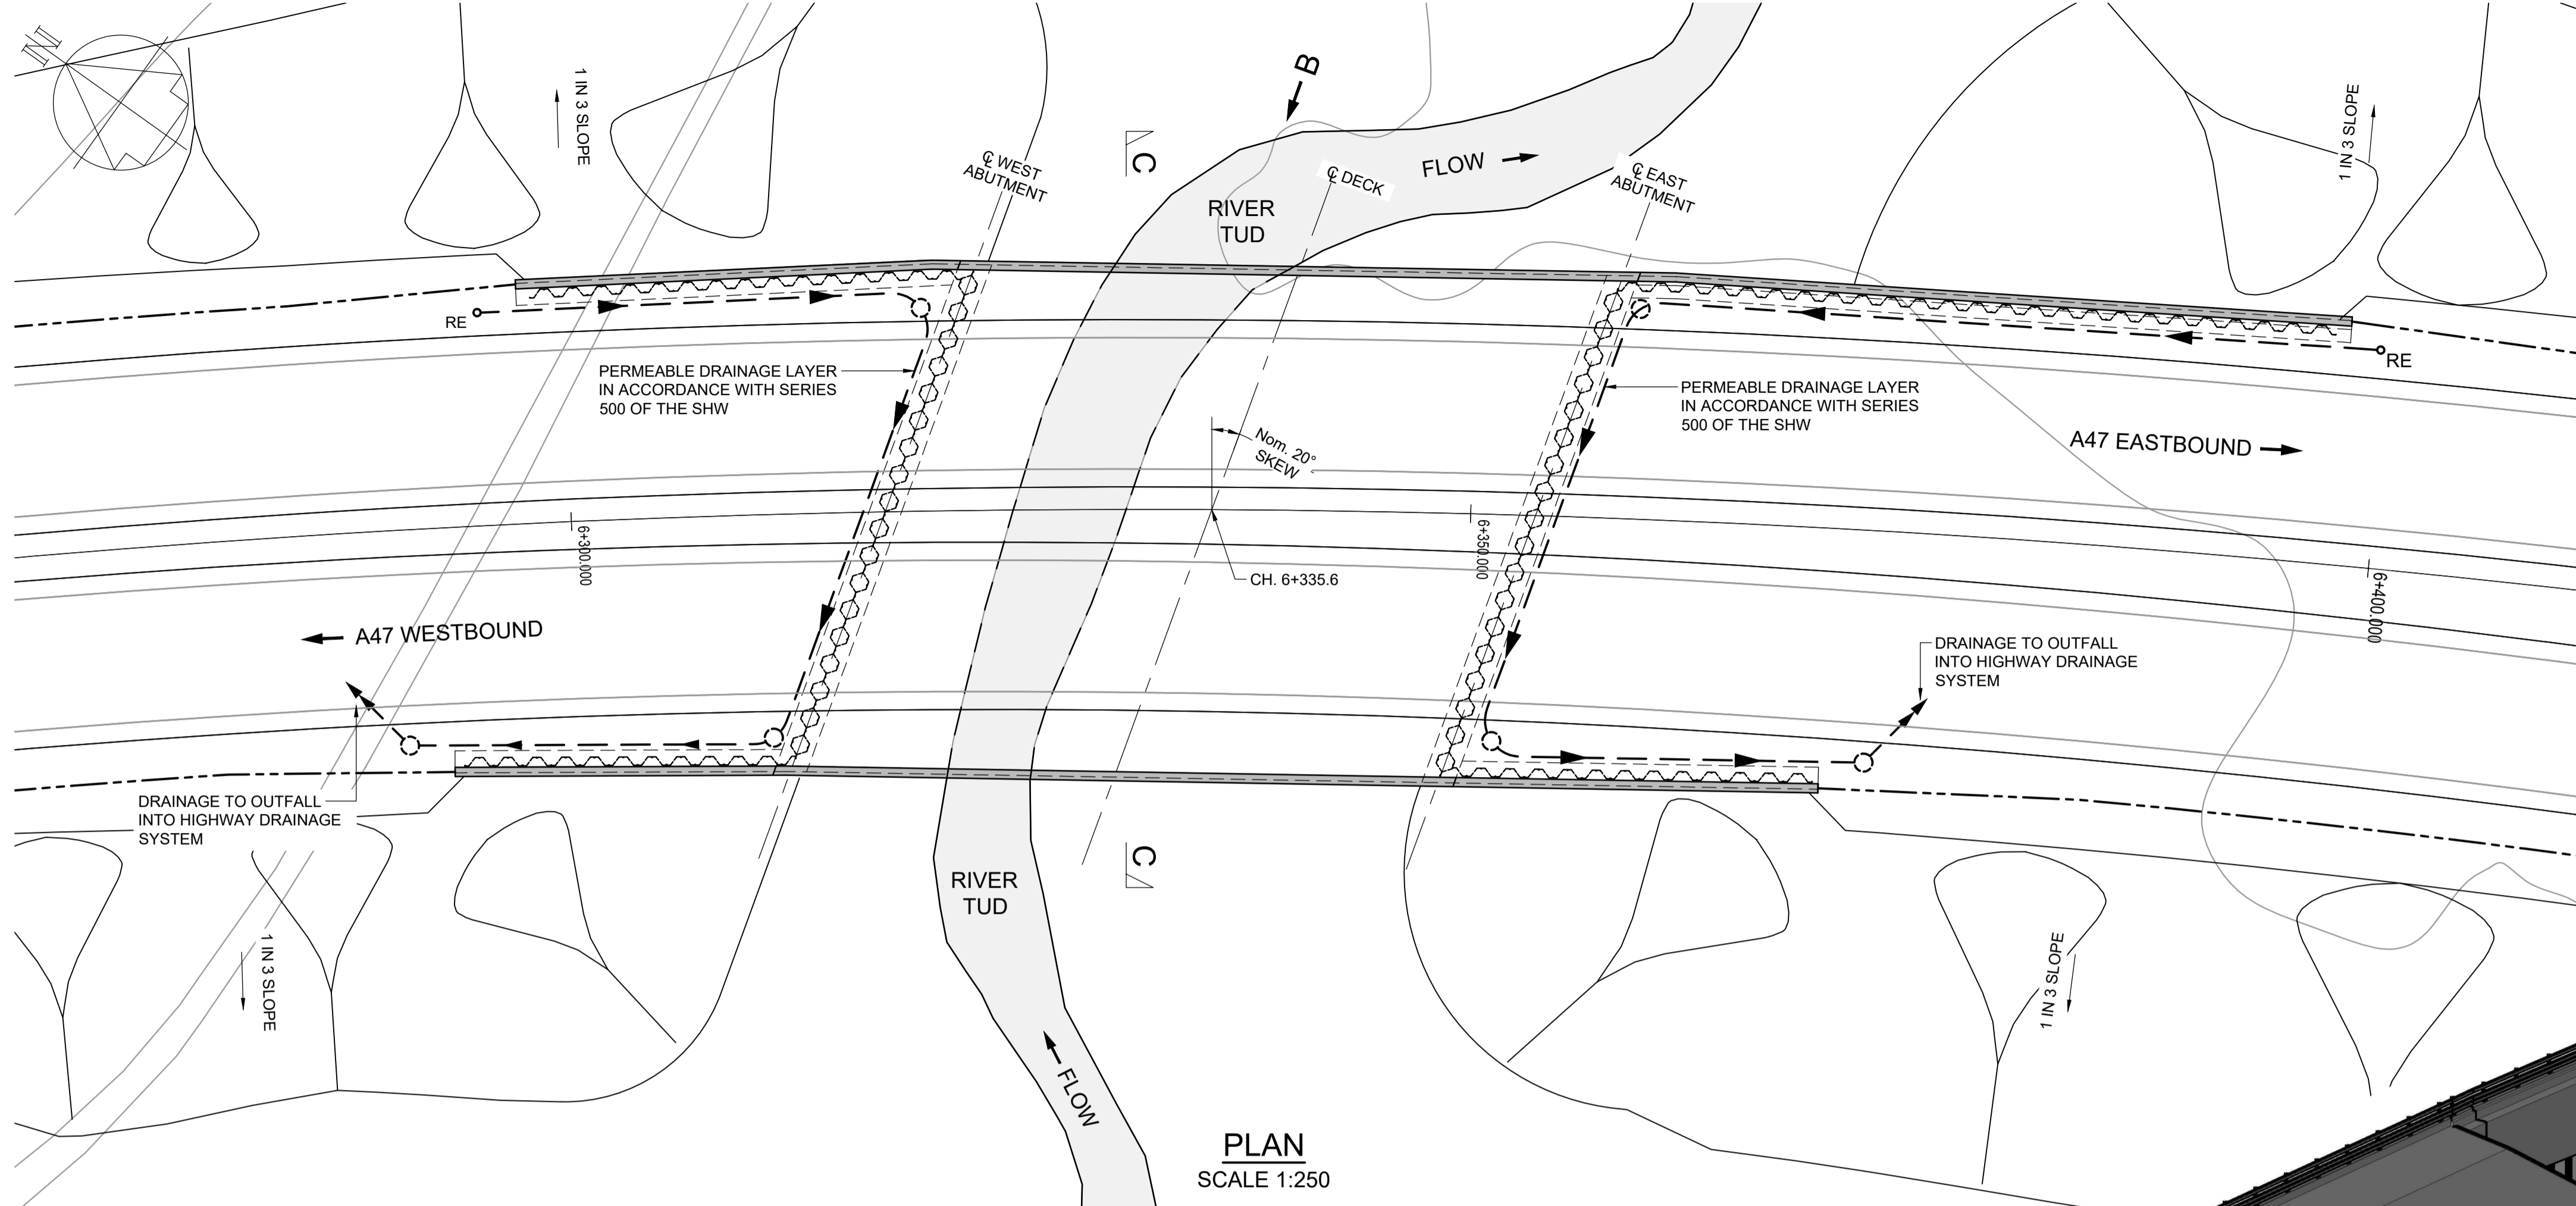 N
1 IN 3 SLOPE
B
1 IN 3 SLOPE
C
℄ WEST
ABUTMENT
℄ DECK
FLOW
℄ EAST
ABUTMENT
RIVER
TUD
RE
RE
PERMEABLE DRAINAGE LAYER
IN ACCORDANCE WITH SERIES
500 OF THE SHW
PERMEABLE DRAINAGE LAYER
IN ACCORDANCE WITH SERIES
500 OF THE SHW
Nom. 20°
SKEW
A47 EASTBOUND
6+300.000
6+350.000
6+400.000
CH. 6+335.6
A47 WESTBOUND
DRAINAGE TO OUTFALL
INTO HIGHWAY DRAINAGE
SYSTEM
DRAINAGE TO OUTFALL
INTO HIGHWAY DRAINAGE
SYSTEM
C
RIVER
TUD
1 IN 3 SLOPE
1 IN 3 SLOPE
FLOW
PLAN
SCALE 1:250